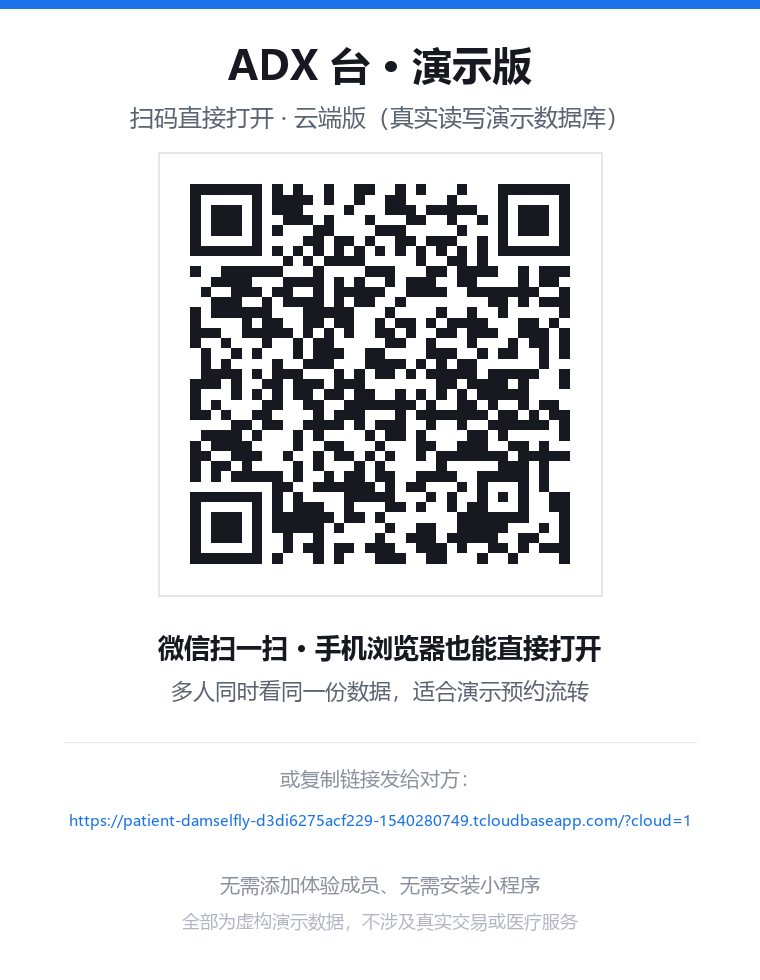 ADX 台 · 演示版
扫码直接打开 · 云端版（真实读写演示数据库）
微信扫一扫 · 手机浏览器也能直接打开
多人同时看同一份数据，适合演示预约流转
或复制链接发给对方：
https://patient-damselfly-d3di6275acf229-1540280749.tcloudbaseapp.com/?cloud=1
无需添加体验成员、无需安装小程序
全部为虚构演示数据，不涉及真实交易或医疗服务